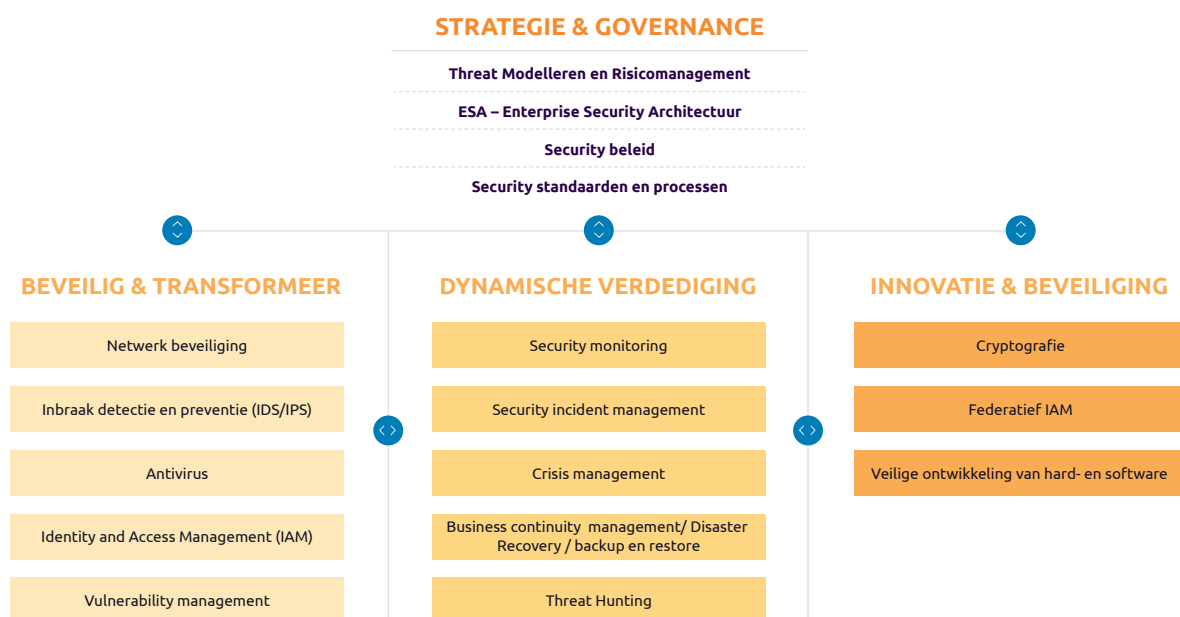 STRATEGIE & GOVERNANCE
Threat Modelleren en Risicomanagement
ESA – Enterprise Security Architectuur
Security beleid
Security standaarden en processen
BEVEILIG & TRANSFORMEER
Netwerk beveiliging
Inbraak detectie en preventie (IDS/IPS)
Antivirus
Identity and Access Management (IAM)
Vulnerability management
DYNAMISCHE VERDEDIGING
Security monitoring
Security incident management
Crisis management
Business continuity management/ Disaster
Recovery / backup en restore
Threat Hunting
INNOVATIE & BEVEILIGING
Cryptografie
Federatief IAM
Veilige ontwikkeling van hard- en software